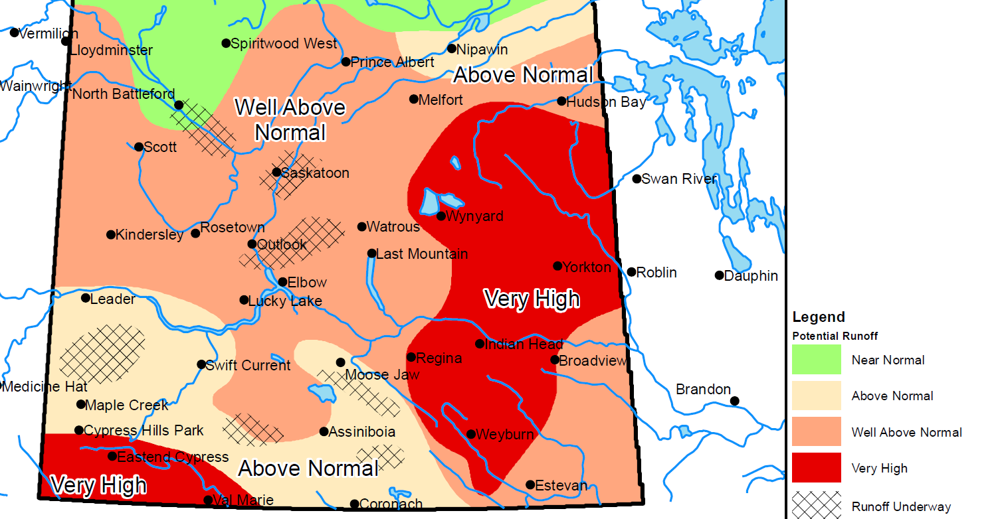 Vermilion
Lloydminster
Spiritwood West
Nipawin
Prince Albert
Above Normal
Wainwright
North Battleford
Well Above
Normal
Melfort
Hudson Bay
Scott
Saskatoon
Swan River
Wynyard
Rosetown
Watrous
Kindersley
Outlook
Last Mountain
Yorkton
Roblin
Dauphin
Elbow
Leader
Lucky Lake
Very High
Indian Head
Regina
Broadview
Swift Current
Moose Jaw
Medicine Hat
Maple Creek
Brandon
Cypress Hills Park
Assiniboia
Weyburn
Eastend Cypress
Above Normal
Very High
Estevan
Val Marie
Coronach
Legend
Potential Runoff
Near Normal
Above Normal
Well Above Normal
Very High
Runoff Underway